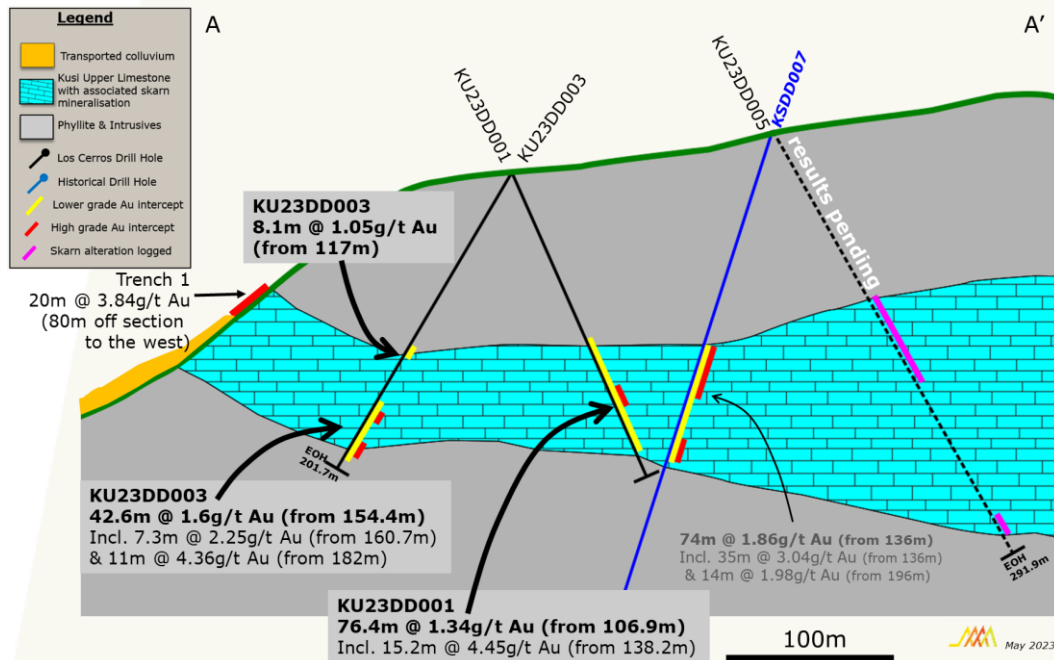 Legend
Transported colluvium
Kusi Upper Limestone
with associated skarn
mineralisation
Phyllite & Intrusives
Los Cerros Drill Hole
Historical Drill Hole
Lower grade Au intercept
High grade Au intercept
Skarn alteration logged
A
A’
KU23DD001
KU23DD003
KU23DD005
KSDD007
results pending
KU23DD003
8.1m @ 1.05g/t Au
(from 117m)
Trench 1
20m @ 3.84g/t Au
(80m off section
to the west)
EOH
201.7m
KU23DD003
42.6m @ 1.6g/t Au (from 154.4m)
Incl. 7.3m @ 2.25g/t Au (from 160.7m)
& 11m @ 4.36g/t Au (from 182m)
74m @ 1.86g/t Au (from 136m)
Incl. 35m @ 3.04g/t Au (from 136m)
& 14m @ 1.98g/t Au (from 196m)
EOH
291.9m
KU23DD001
76.4m @ 1.34g/t Au (from 106.9m)
Incl. 15.2m @ 4.45g/t Au (from 138.2m)
100m
May 2023